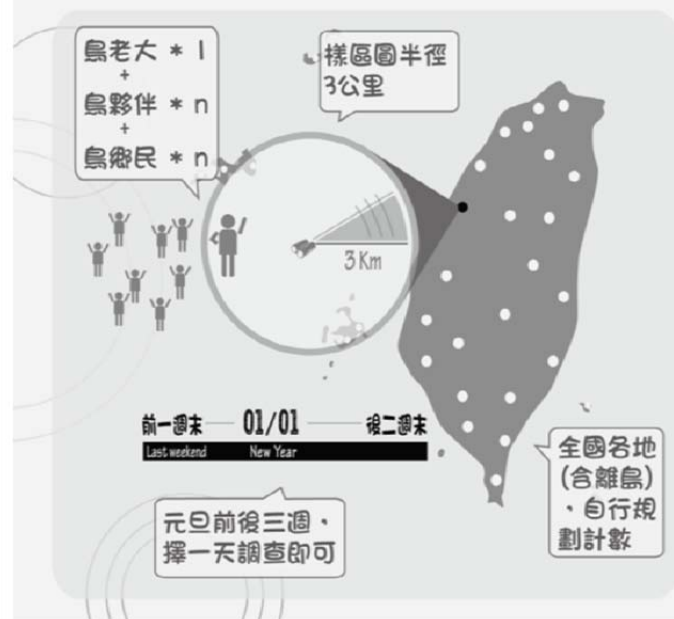 鳥老大 * 1
+
鳥夥伴 * n
+
鳥鄉民 * n
樣區圓半徑
3公里
3 Km
前一週末 01/01 後二週末
Last weekend New Year
元旦前後三週,
擇一天調查即可
全國各地
(含離島)
,自行規
劃計數